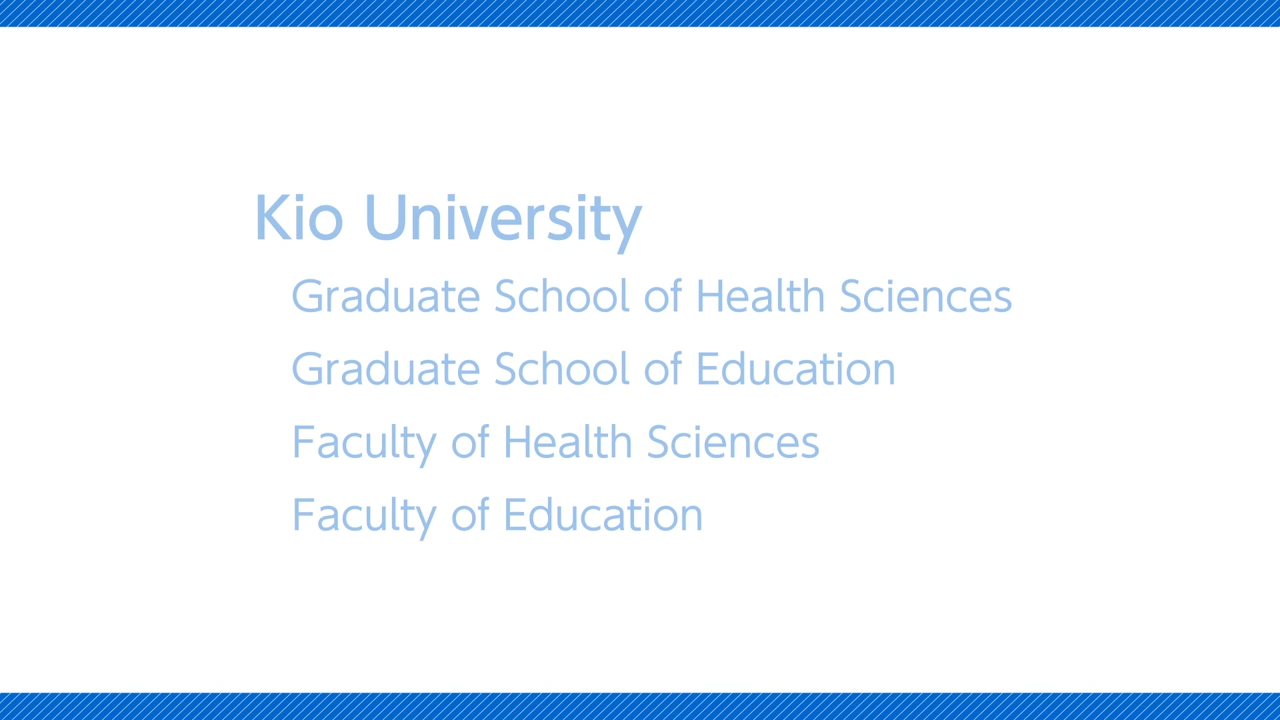 Kio University
Graduate School of Health Sciences
Graduate School of Education
Faculty of Health Sciences
Faculty of Education